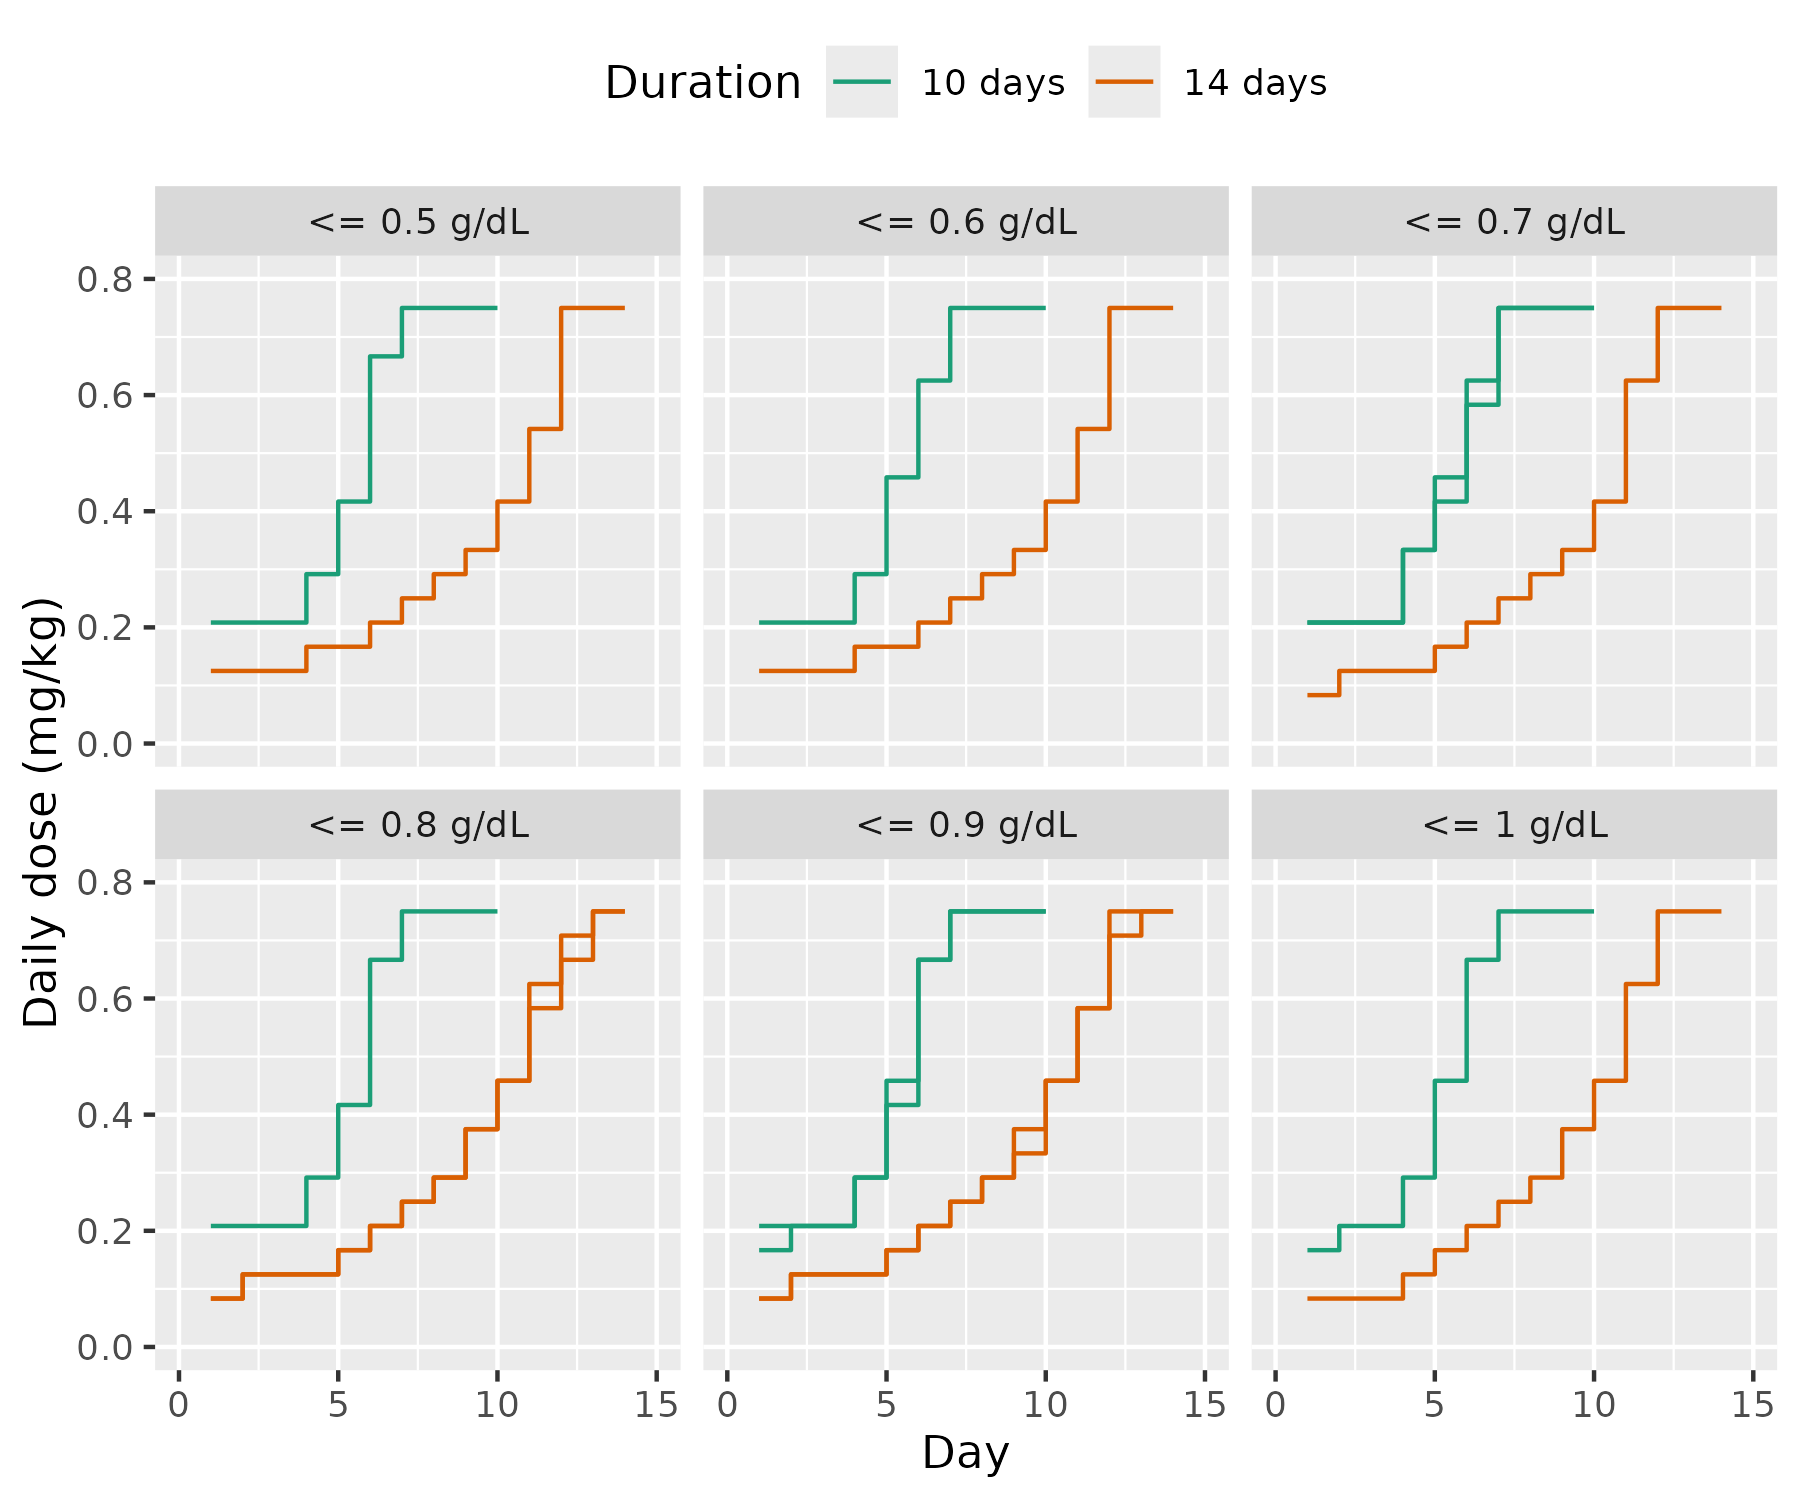 Duration 10 days 14 days
<= 0.5 g/dL <= 0.6 g/dL <= 0.7 g/dL
0.8
0.6
0.4
0.2
0.0
<= 0.8 g/dL <= 0.9 g/dL <= 1 g/dL
0.8
0.6
0.4
0.2
0.0
Daily dose (mg/kg)
0 5 10 15 0 5 10 15 0 5 10 15
Day